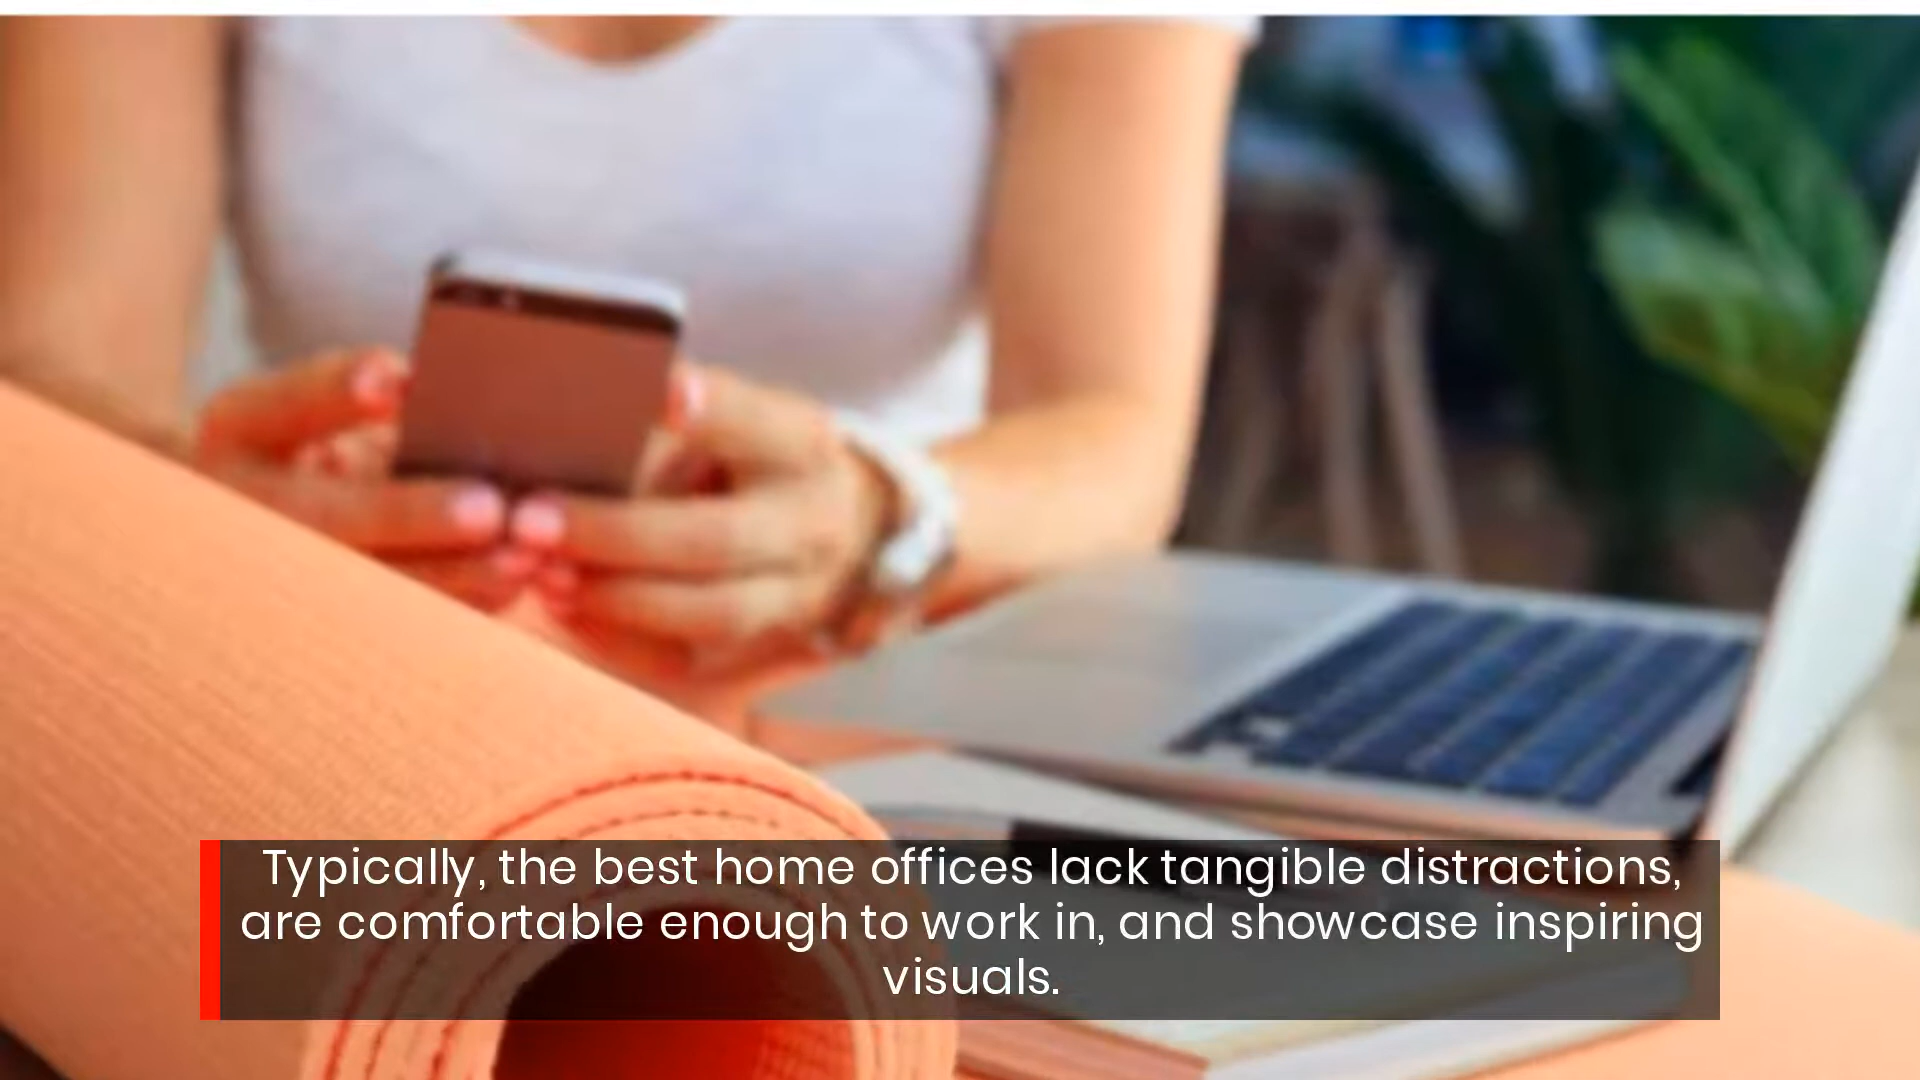 Typically, the best home offices lack tangible distractions,
are comfortable enough to work in, and showcase inspiring
visuals.